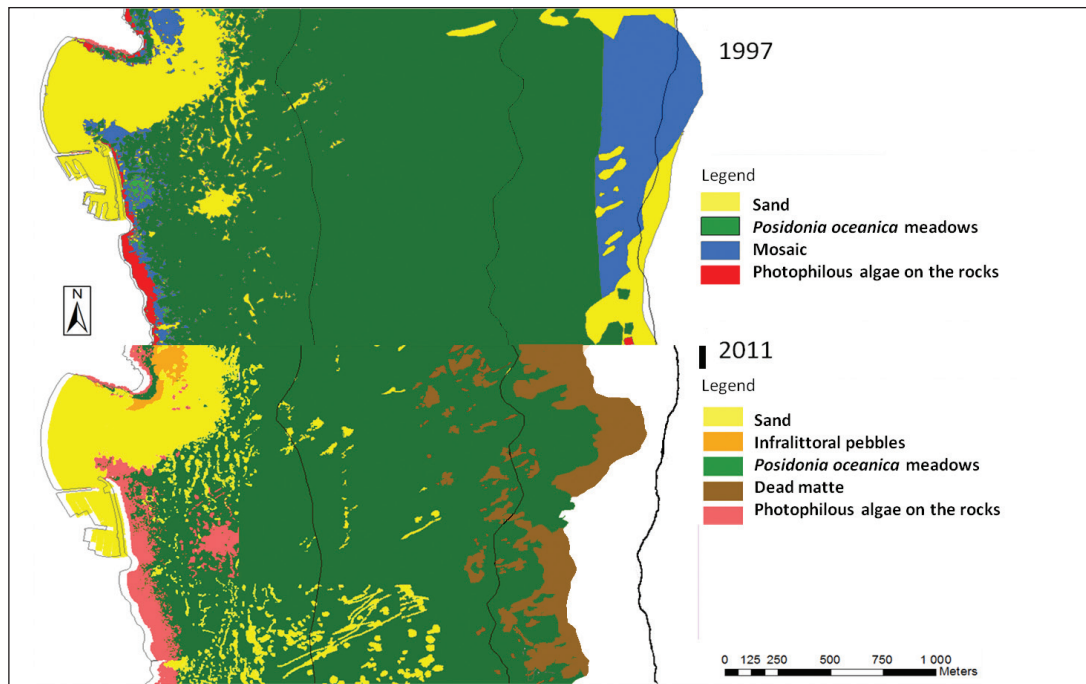 1997
Legend
Sand
Posidonia oceanica meadows
Mosaic
Photophilous algae on the rocks
N
2011
Legend
Sand
Infralittoral pebbles
Posidonia oceanica meadows
Dead matte
Photophilous algae on the rocks
0 125 250 500 750 1 000
Meters